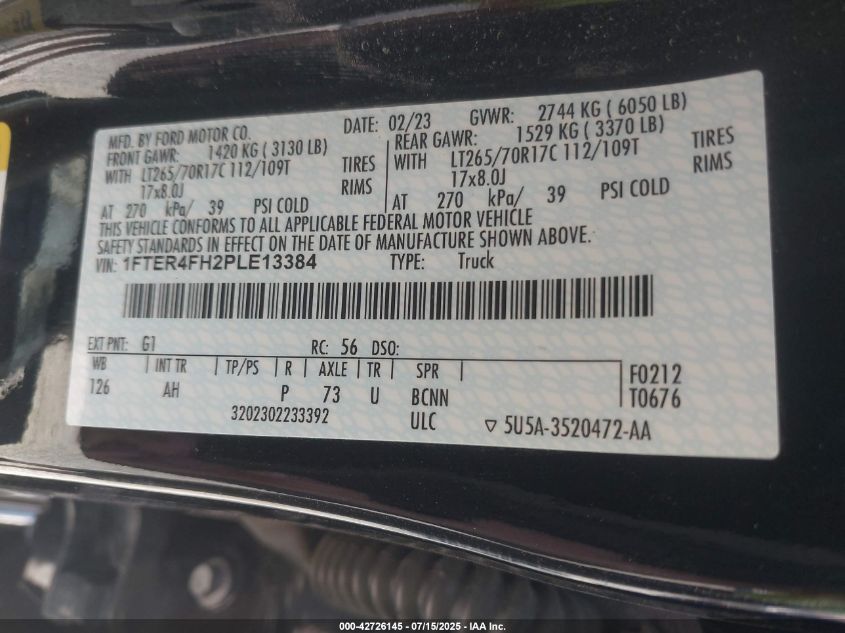 MFD. BY FORD MOTOR CO. DATE: 02/23 GVWR: 2744 KG ( 6050 LB)
FRONT GAWR: 1420 KG ( 3130 LB) REAR GAWR: 1529 KG ( 3370 LB)
WITH LT265/70R17C 112/109T TIRES WITH LT265/70R17C 112/109T TIRES
17x8.0J RIMS 17x8.0J RIMS
AT 270 kPa/ 39 PSI COLD AT 270 kPa/ 39 PSI COLD
THIS VEHICLE CONFORMS TO ALL APPLICABLE FEDERAL MOTOR VEHICLE
SAFETY STANDARDS IN EFFECT ON THE DATE OF MANUFACTURE SHOWN ABOVE.
VIN: 1FTER4FH2PLE13384 TYPE: Truck
EXT PNT: G1 RC: 56 DSO:
WB INT TR TP/PS R AXLE TR SPR F0212
126 AH P 73 U BCNN T0676
3202302233392 ULC ▽ 5U5A-3520472-AA
000-42726145 - 07/15/2025 - IAA Inc.